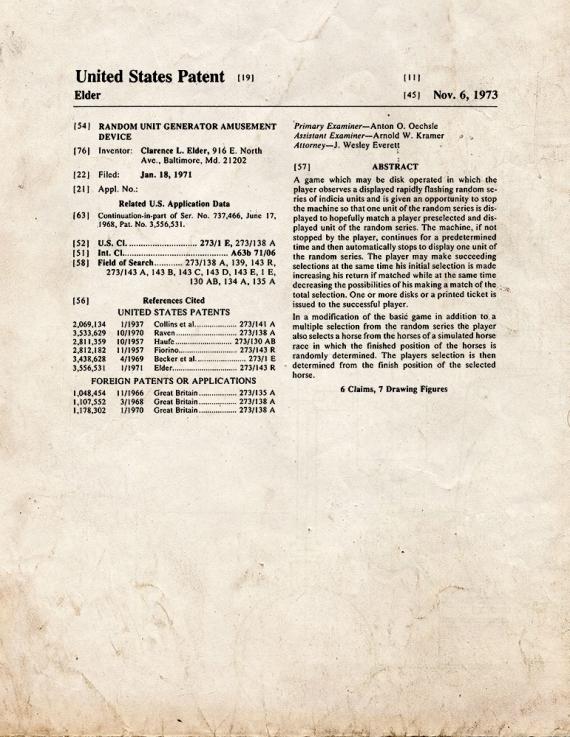 United States Patent [19]
Elder
[11]
[45] Nov. 6, 1973
[54] RANDOM UNIT GENERATOR AMUSEMENT
DEVICE
[76] Inventor: Clarence L. Elder, 916 E. North
Ave., Baltimore, Md. 21202
[22] Filed: Jan. 18, 1971
[21] Appl. No.:
Related U.S. Application Data
[63] Continuation-in-part of Ser. No. 737,466, June 17,
1968, Pat. No. 3,556,531.
[52] U.S. Cl. ........................ 273/1 E, 273/138 A
[51] Int. Cl. ........................ A63b 71/06
[58] Field of Search .......... 273/138 A, 139, 143 R,
273/143 A, 143 B, 143 C, 143 D, 143 E, 1 E,
130 AB, 134 A, 135 A
[56] References Cited
UNITED STATES PATENTS
2,069,134 1/1937 Collins et al. ............... 273/141 A
3,533,629 10/1970 Raven ........................ 273/138 A
2,811,359 10/1957 Haufe ...................... 273/130 AB
2,812,182 11/1957 Fiorino ...................... 273/143 R
3,438,628 4/1969 Becker et al. .................. 273/1 E
3,556,531 1/1971 Elder ........................ 273/143 R
FOREIGN PATENTS OR APPLICATIONS
1,048,454 11/1966 Great Britain ............... 273/135 A
1,107,552 3/1968 Great Britain ............... 273/138 A
1,178,302 1/1970 Great Britain ............... 273/138 A
Primary Examiner—Anton O. Oechsle
Assistant Examiner—Arnold W. Kramer
Attorney—J. Wesley Everett
[57] ABSTRACT
A game which may be disk operated in which the
player observes a displayed rapidly flashing random se-
ries of indicia units and is given an opportunity to stop
the machine so that one unit of the random series is dis-
played to hopefully match a player preselected and dis-
played unit of the random series. The machine, if not
stopped by the player, continues for a predetermined
time and then automatically stops to display one unit of
the random series. The player may make succeeding
selections at the same time his initial selection is made
increasing his return if matched while at the same time
decreasing the possibilities of his making a match of the
total selection. One or more disks or a printed ticket is
issued to the successful player.
In a modification of the basic game in addition to a
multiple selection from the random series the player
also selects a horse from the horses of a simulated horse
race in which the finished position of the horses is
randomly determined. The players selection is then
determined from the finish position of the selected
horse.
6 Claims, 7 Drawing Figures